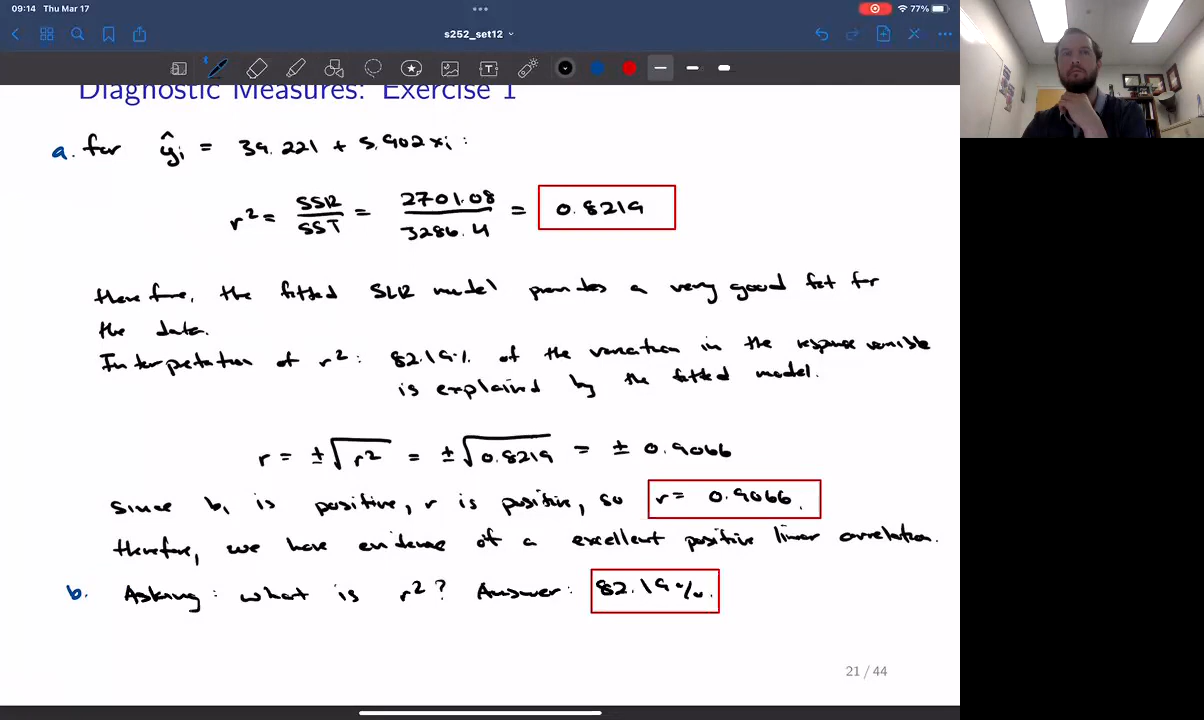 09:14 Thu Mar 17
77%
s252_set12
Diagnostic Measures: Exercise 1
a. for ŷi = 39.221 + 5.902xi:
r² = SSR/SST = 2701.08/3286.4 = 0.8219
therefore, the fitted SLR model provides a very good fit for
the data.
Interpretation of r²: 82.19% of the variation in the response variable
is explained by the fitted model.
r = ±√r² = ±√0.8219 = ± 0.9066
Since b₁ is positive, r is positive, so r = 0.9066.
therefore, we have evidence of a excellent positive linear correlation.
b. Asking: what is r²? Answer: 82.19%.
21 / 44